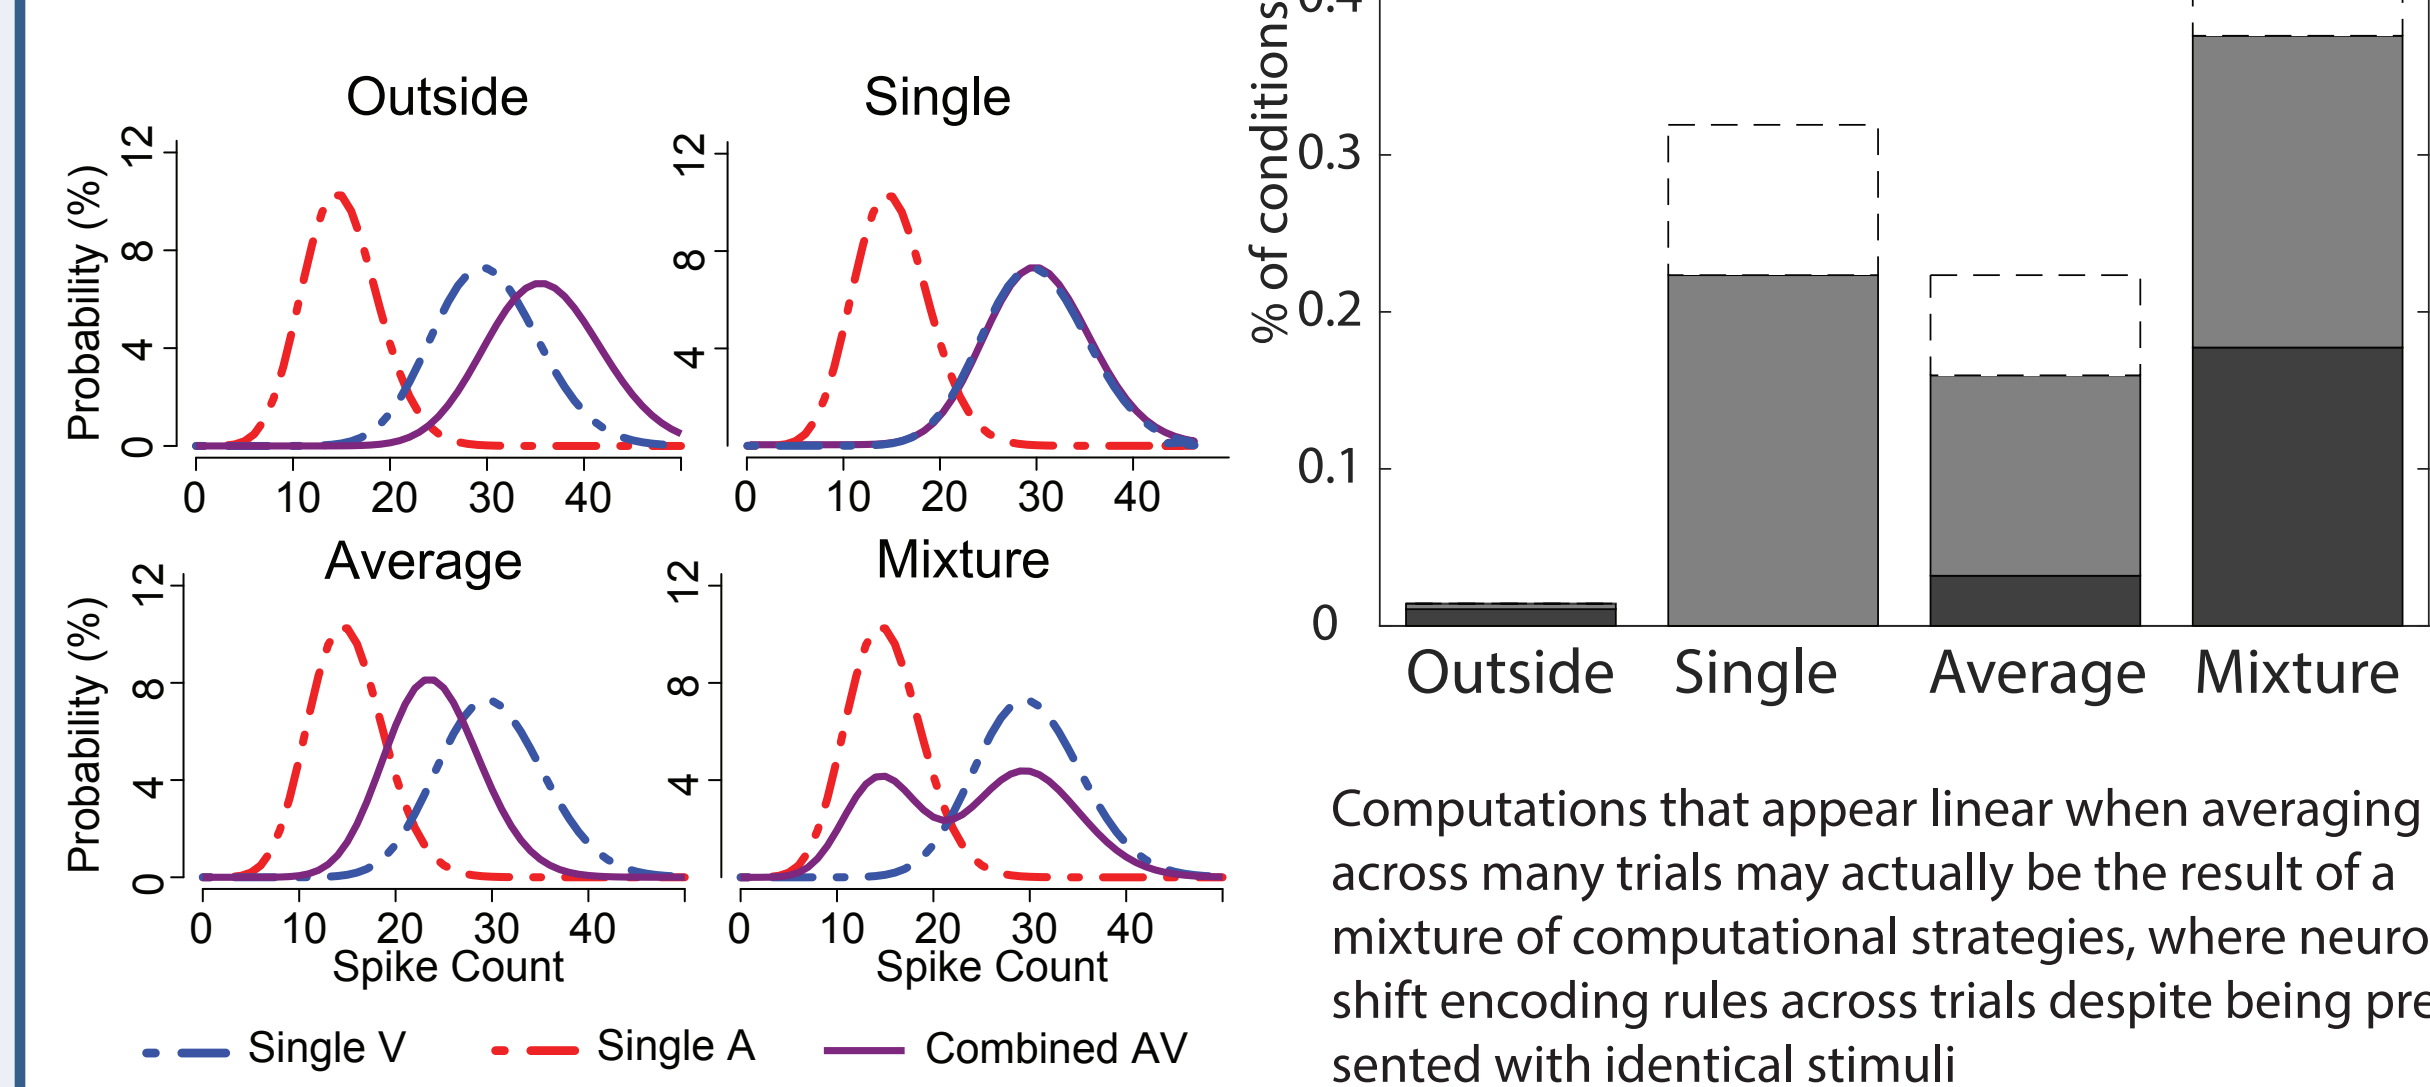 Outside
Probability (%)
12
8
4
0
0 10 20 30 40
Single
12
8
4
0 10 20 30 40
Average
Probability (%)
12
8
4
0
0 10 20 30 40
Spike Count
Mixture
12
8
4
0 10 20 30 40
Spike Count
Single V Single A Combined AV
% of conditions
0.4
0.3
0.2
0.1
0
Outside Single Average Mixture
Computations that appear linear when averaging
across many trials may actually be the result of a
mixture of computational strategies, where neuro
shift encoding rules across trials despite being pre
sented with identical stimuli